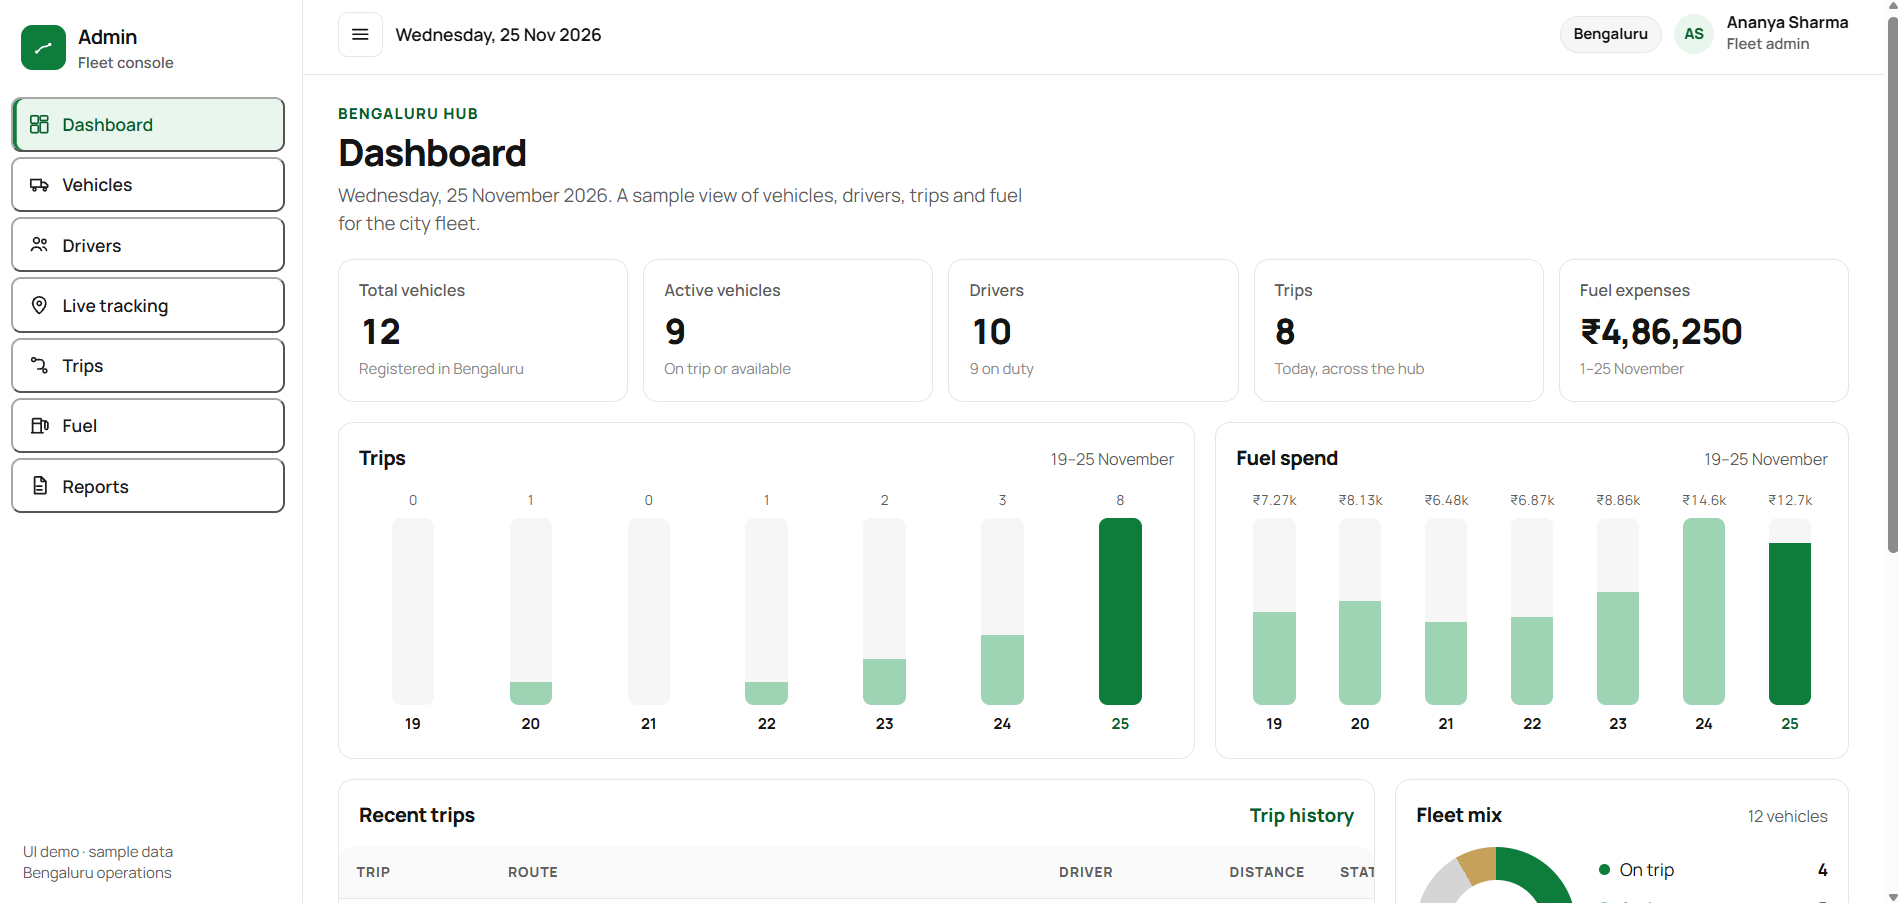 Admin
Fleet console
Dashboard
Vehicles
Drivers
Live tracking
Trips
Fuel
Reports
UI demo · sample data
Bengaluru operations
Wednesday, 25 Nov 2026
Bengaluru
AS
Ananya Sharma
Fleet admin
BENGALURU HUB
Dashboard
Wednesday, 25 November 2026. A sample view of vehicles, drivers, trips and fuel
for the city fleet.
Total vehicles
12
Registered in Bengaluru
Active vehicles
9
On trip or available
Drivers
10
9 on duty
Trips
8
Today, across the hub
Fuel expenses
₹4,86,250
1–25 November
Trips
19–25 November
0 1 0 1 2 3 8
19 20 21 22 23 24 25
Fuel spend
19–25 November
₹7.27k ₹8.13k ₹6.48k ₹6.87k ₹8.86k ₹14.6k ₹12.7k
19 20 21 22 23 24 25
Recent trips
Trip history
TRIP ROUTE DRIVER DISTANCE STAT
Fleet mix
12 vehicles
On trip 4